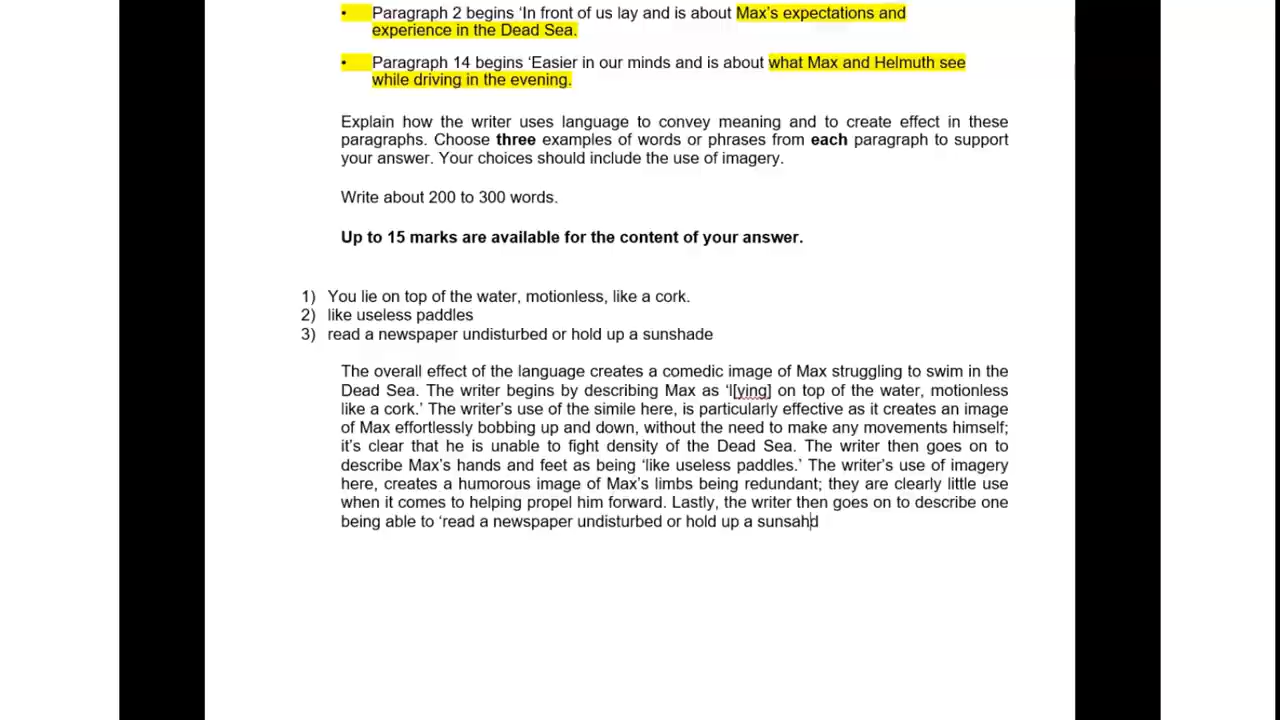 • Paragraph 2 begins ‘In front of us lay and is about Max’s expectations and
experience in the Dead Sea.
• Paragraph 14 begins ‘Easier in our minds and is about what Max and Helmuth see
while driving in the evening.
Explain how the writer uses language to convey meaning and to create effect in these
paragraphs. Choose three examples of words or phrases from each paragraph to support
your answer. Your choices should include the use of imagery.
Write about 200 to 300 words.
Up to 15 marks are available for the content of your answer.
1) You lie on top of the water, motionless, like a cork.
2) like useless paddles
3) read a newspaper undisturbed or hold up a sunshade
The overall effect of the language creates a comedic image of Max struggling to swim in the
Dead Sea. The writer begins by describing Max as ‘l[ying] on top of the water, motionless
like a cork.’ The writer’s use of the simile here, is particularly effective as it creates an image
of Max effortlessly bobbing up and down, without the need to make any movements himself;
it’s clear that he is unable to fight density of the Dead Sea. The writer then goes on to
describe Max’s hands and feet as being ‘like useless paddles.’ The writer’s use of imagery
here, creates a humorous image of Max’s limbs being redundant; they are clearly little use
when it comes to helping propel him forward. Lastly, the writer then goes on to describe one
being able to ‘read a newspaper undisturbed or hold up a sunsahd